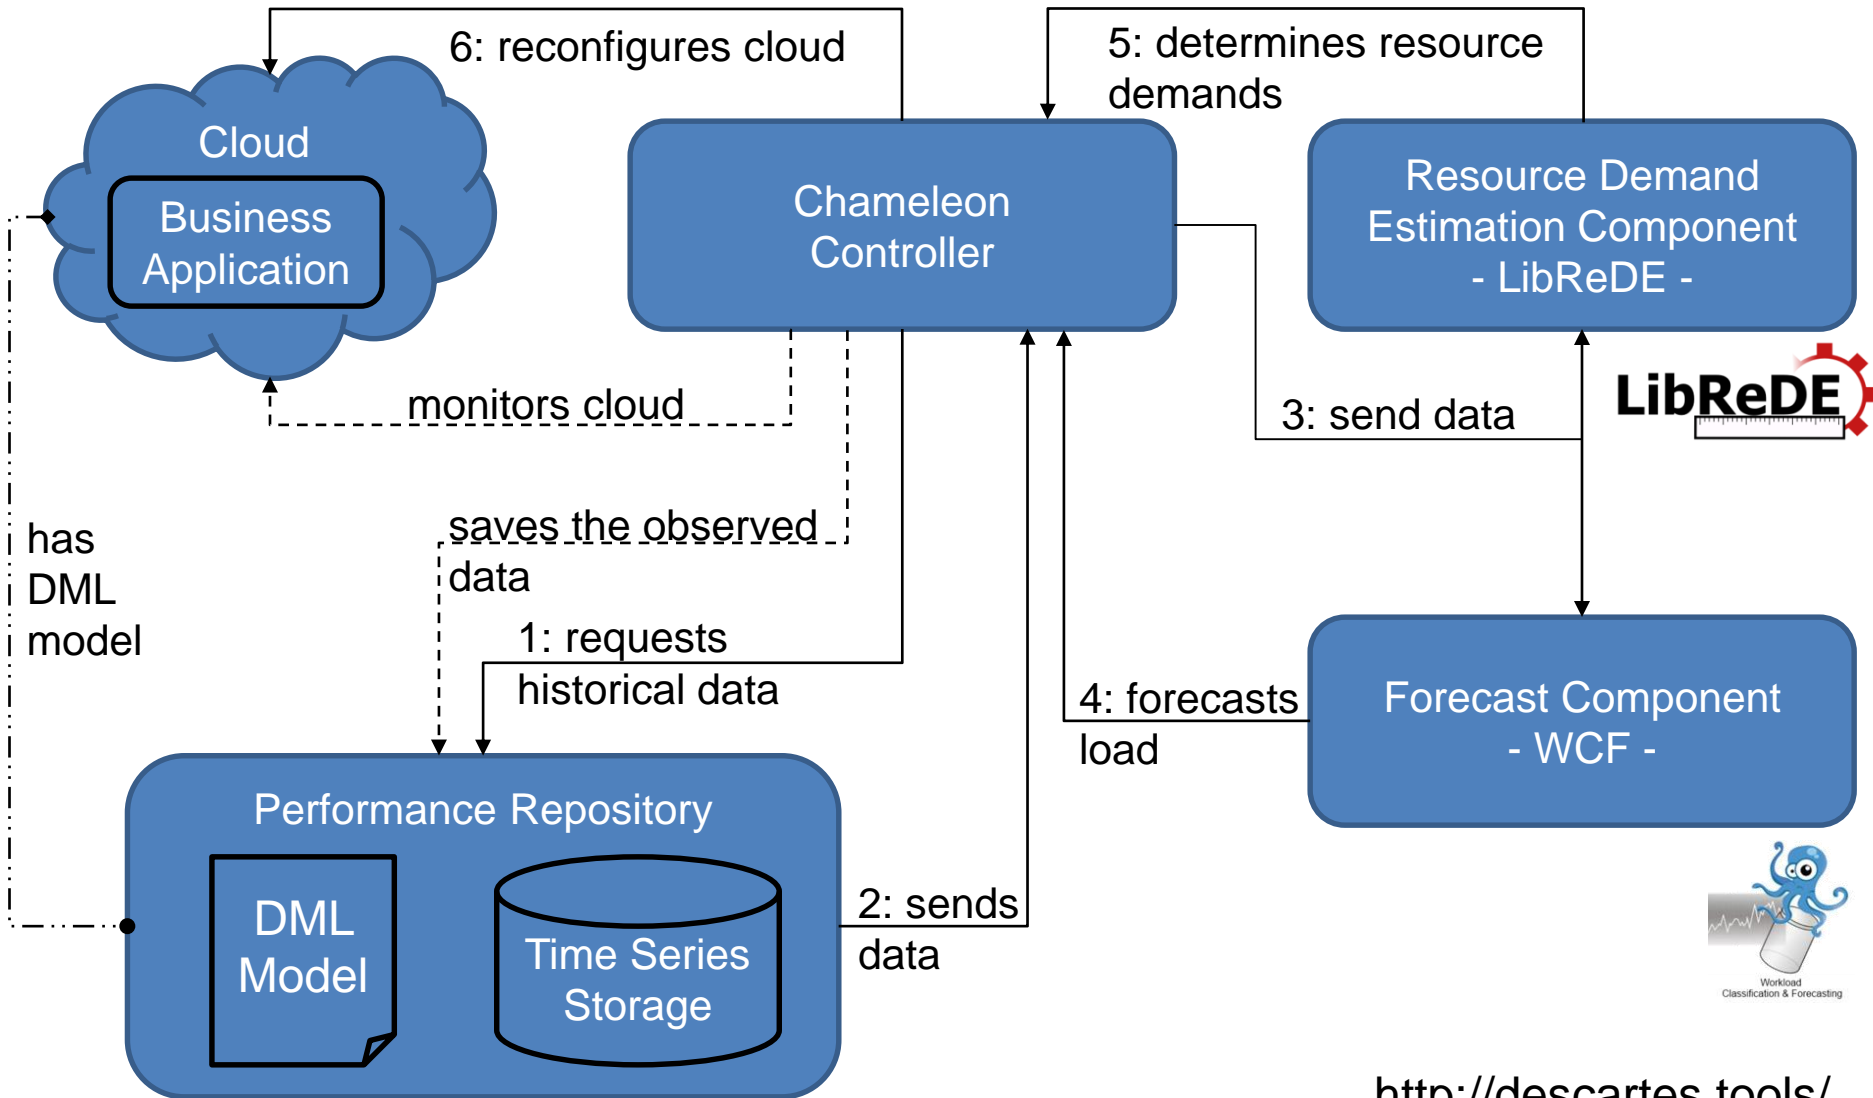 6: reconfigures cloud
5: determines resource
demands
Cloud
Business
Application
Chameleon
Controller
Resource Demand
Estimation Component
- LibReDE -
LibReDE
monitors cloud
3: send data
has
DML
model
saves the observed
data
1: requests
historical data
4: forecasts
load
Forecast Component
- WCF -
Performance Repository
DML
Model
Time Series
Storage
2: sends
data
Workload
Classification & Forecasting
http://descartes.tools/